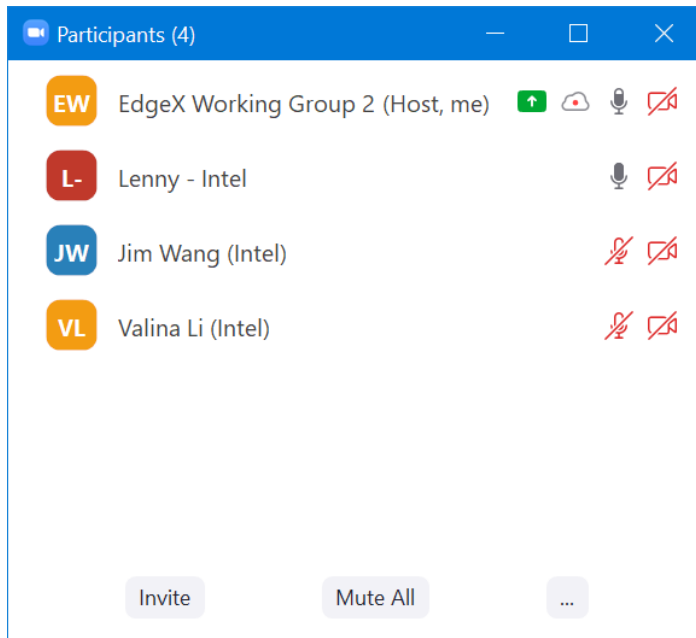 Participants (4)
EW EdgeX Working Group 2 (Host, me)
L- Lenny - Intel
JW Jim Wang (Intel)
VL Valina Li (Intel)
Invite Mute All ...